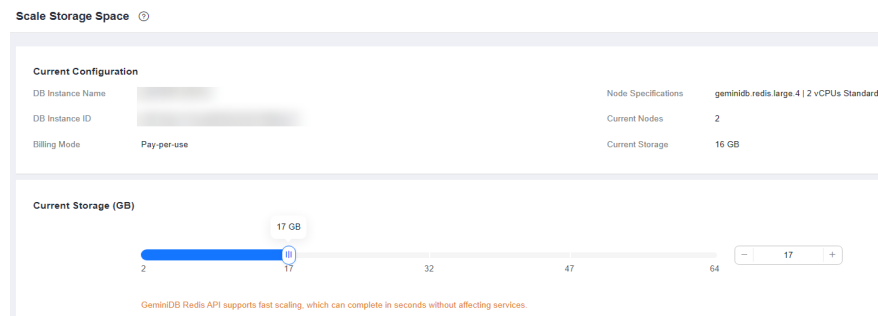 Scale Storage Space ?
Current Configuration
DB Instance Name
Node Specifications geminidb.redis.large.4 | 2 vCPUs Standard
DB Instance ID
Current Nodes 2
Billing Mode Pay-per-use
Current Storage 16 GB
Current Storage (GB)
17 GB
2 17 32 47 64
− 17 +
GeminiDB Redis API supports fast scaling, which can complete in seconds without affecting services.